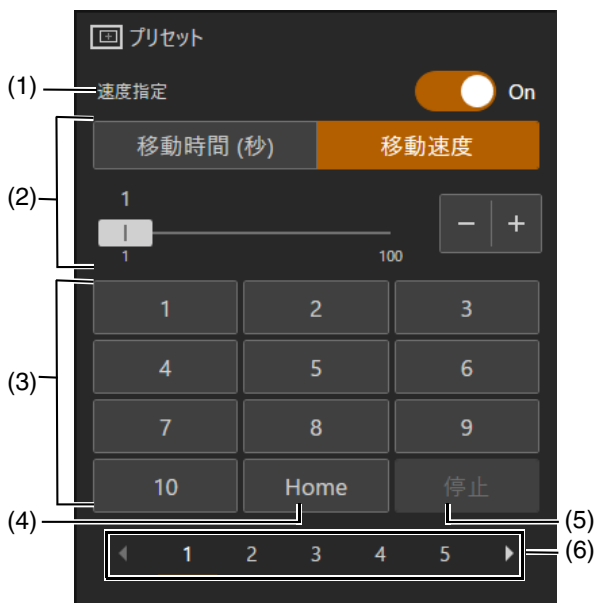 プリセット
(1) 速度指定 On
(2) 移動時間 (秒) 移動速度
1
− +
1 100
(3) 1 2 3
4 5 6
7 8 9
10 Home 停止
(4) (5)
(6) 1 2 3 4 5